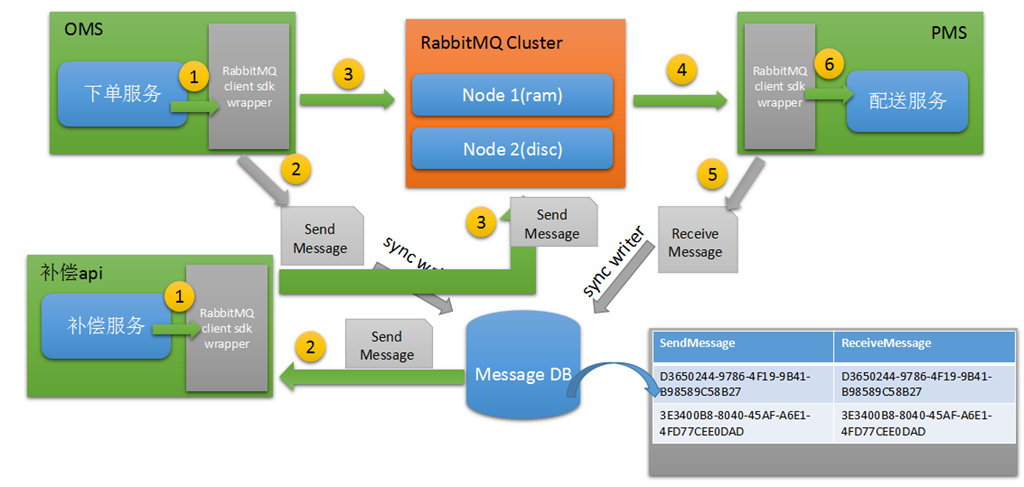 OMS
下单服务
1
RabbitMQ
client sdk
wrapper
3
RabbitMQ Cluster
Node 1(ram)
Node 2(disc)
4
PMS
RabbitMQ
client sdk
wrapper
6
配送服务
2
Send
Message
sync writer
3
Send
Message
5
Receive
Message
sync writer
补偿api
补偿服务
1
RabbitMQ
client sdk
wrapper
2
Send
Message
Message DB
SendMessage
ReceiveMessage
D3650244-9786-4F19-9B41-
B98589C58B27
D3650244-9786-4F19-9B41-
B98589C58B27
3E3400B8-8040-45AF-A6E1-
4FD77CEE0DAD
3E3400B8-8040-45AF-A6E1-
4FD77CEE0DAD